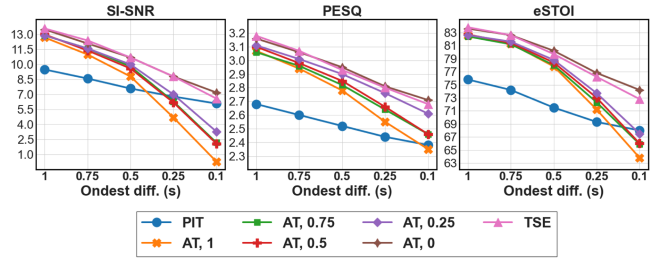 SI-SNR
PESQ
eSTOI
13.0
11.5
10.0
8.5
7.0
5.5
4.0
2.5
1.0
3.2
3.1
3.0
2.9
2.8
2.7
2.6
2.5
2.4
2.3
83
81
79
77
75
73
71
69
67
65
63
1 0.75 0.5 0.25 0.1
1 0.75 0.5 0.25 0.1
1 0.75 0.5 0.25 0.1
Ondest diff. (s)
Ondest diff. (s)
Ondest diff. (s)
PIT AT, 0.75 AT, 0.25 TSE
AT, 1 AT, 0.5 AT, 0